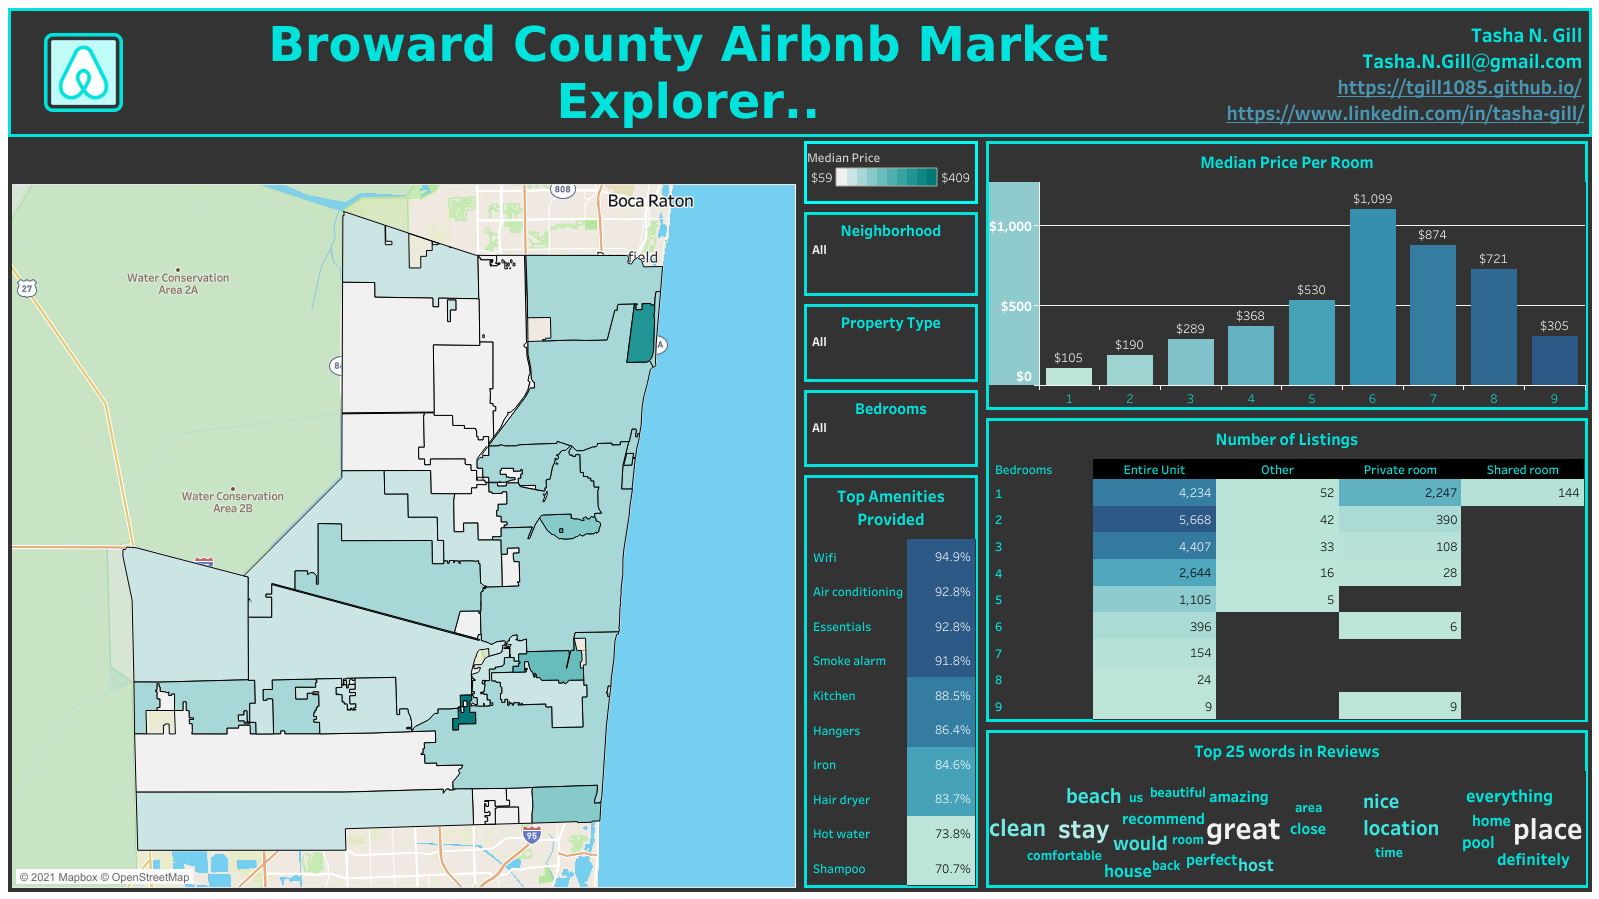 Broward County Airbnb Market
Explorer..
Tasha N. Gill
Tasha.N.Gill@gmail.com
https://tgill1085.github.io/
https://www.linkedin.com/in/tasha-gill/
808
Boca Raton
27
Water Conservation
Area 2A
A
Water Conservation
Area 2B
95
© 2021 Mapbox © OpenStreetMap
Median Price
$59 $409
Neighborhood
All
Property Type
All
Bedrooms
All
Top Amenities
Provided
Wifi 94.9%
Air conditioning 92.8%
Essentials 92.8%
Smoke alarm 91.8%
Kitchen 88.5%
Hangers 86.4%
Iron 84.6%
Hair dryer 83.7%
Hot water 73.8%
Shampoo 70.7%
Median Price Per Room
$1,000
$500
$0
$105 $190 $289 $368 $530 $1,099 $874 $721 $305
1 2 3 4 5 6 7 8 9
Number of Listings
Bedrooms Entire Unit Other Private room Shared room
1 4,234 52 2,247 144
2 5,668 42 390
3 4,407 33 108
4 2,644 16 28
5 1,105 5
6 396 6
7 154
8 24
9 9 9
Top 25 words in Reviews
beach us beautiful amazing
area
nice
everything
clean stay
recommend
would room
great
close
location
home
pool
place
comfortable
house back perfect host
time
definitely